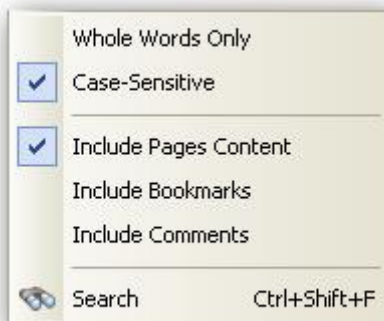 Whole Words Only
Case-Sensitive
Include Pages Content
Include Bookmarks
Include Comments
Search Ctrl+Shift+F